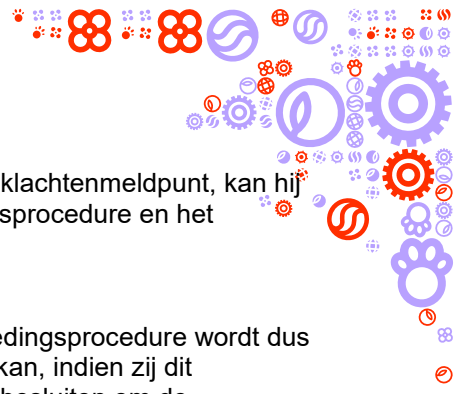 klachtenmeldpunt, kan hij
sprocedure en het
edingsprocedure wordt dus
kan, indien zij dit